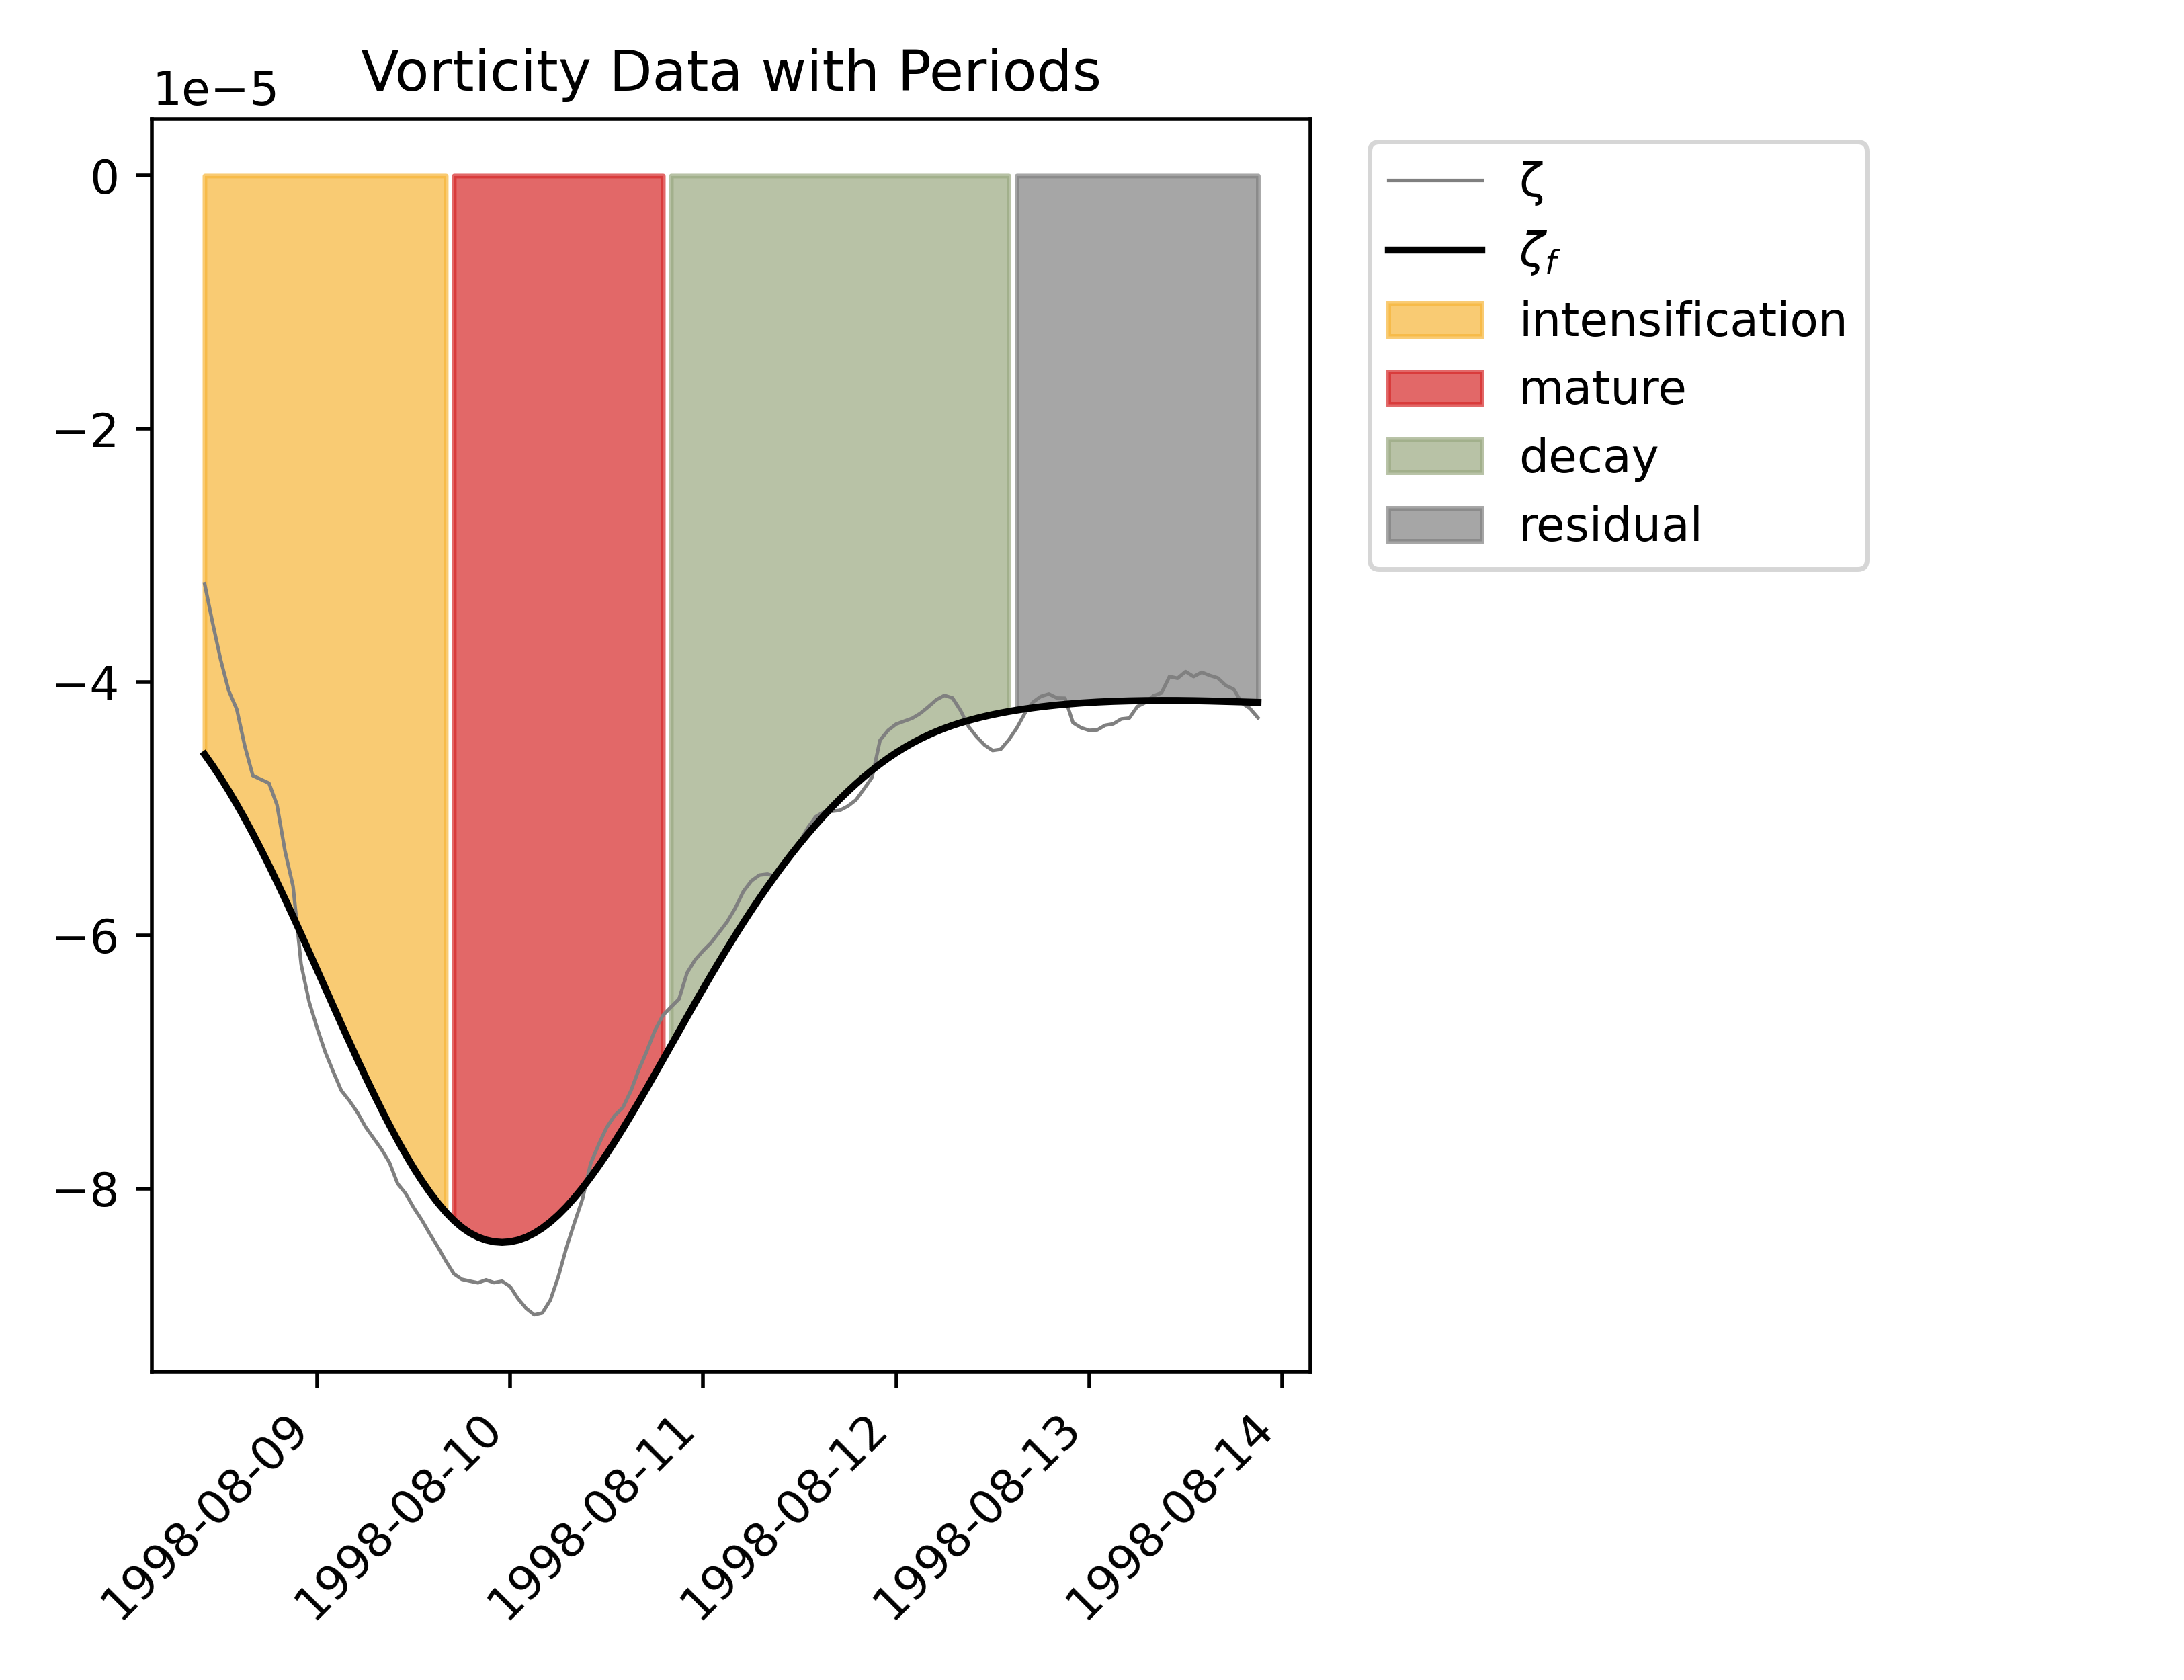 Vorticity Data with Periods
1e−5
0
−2
−4
−6
−8
1998-08-09
1998-08-10
1998-08-11
1998-08-12
1998-08-13
1998-08-14
ζ
ζf
intensification
mature
decay
residual